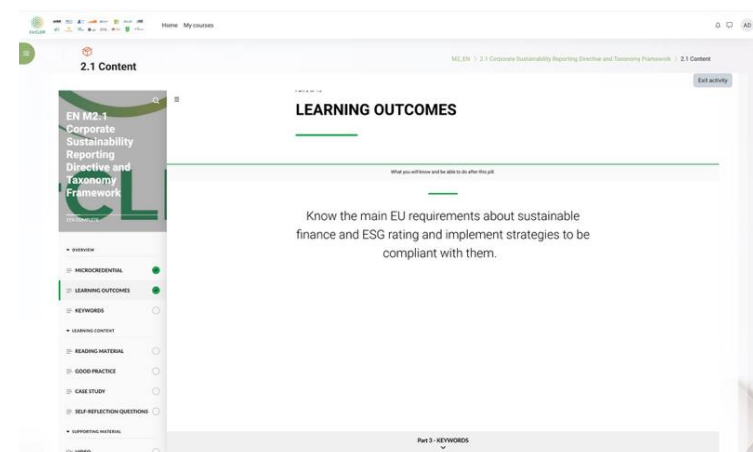 Home My courses
AD
2.1 Content
M2_EN > 2.1 Corporate Sustainability Reporting Directive and Taxonomy Framework > 2.1 Content
Exit activity
EN M2.1
Corporate
Sustainability
Reporting
Directive and
Taxonomy
Framework
COMPLETE
OVERVIEW
MICROCREDENTIAL
LEARNING OUTCOMES
KEYWORDS
LEARNING CONTENT
READING MATERIAL
GOOD PRACTICE
CASE STUDY
SELF-REFLECTION QUESTIONS
SUPPORTING MATERIAL
VIDEO
LEARNING OUTCOMES
What you will know and be able to do after this pill
Know the main EU requirements about sustainable
finance and ESG rating and implement strategies to be
compliant with them.
Part 3 - KEYWORDS